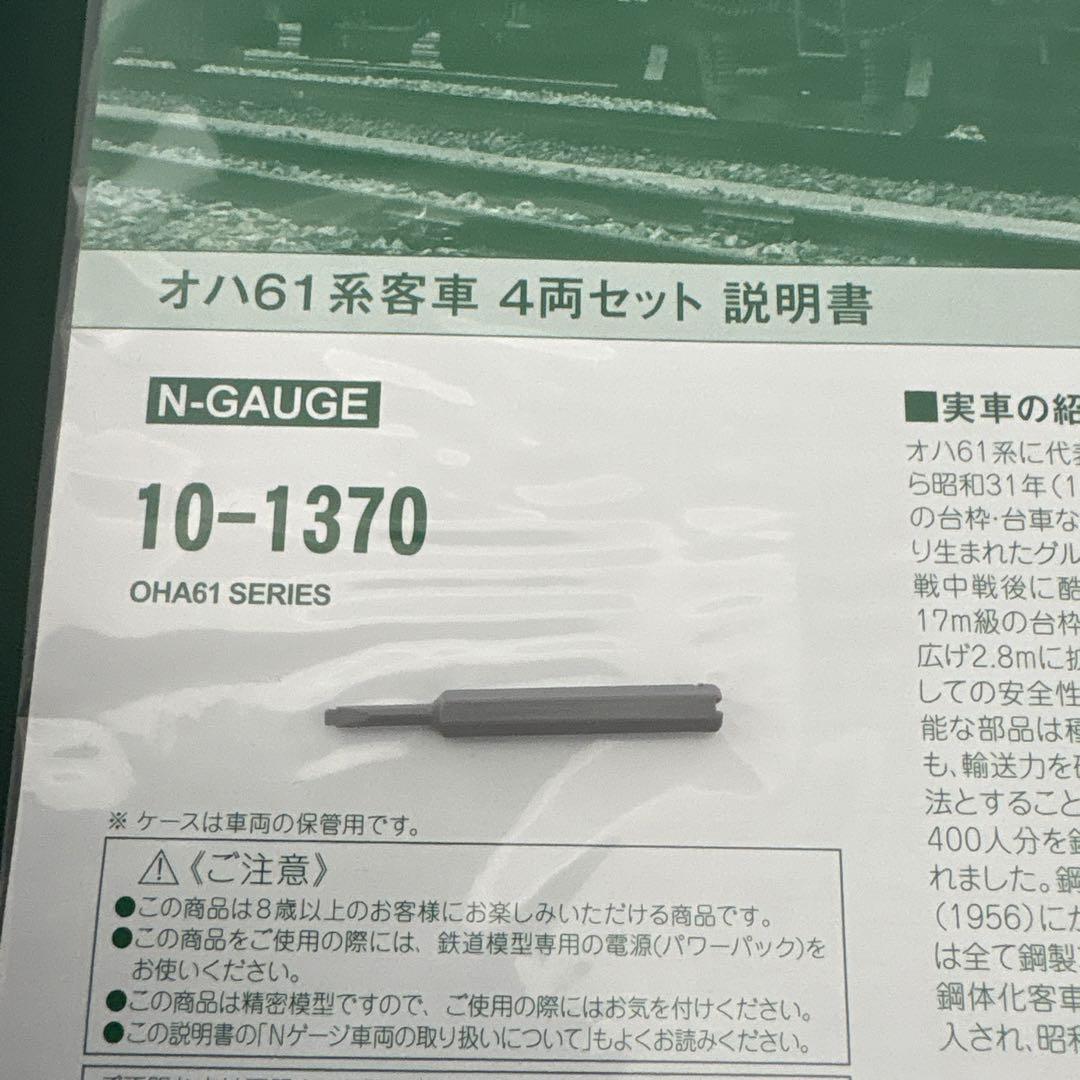 オハ61系客車 4両セット 説明書
N-GAUGE
10-1370
OHA61 SERIES
※ ケースは車両の保管用です。
⚠《ご注意》
●この商品は8歳以上のお客様にお楽しみいただける商品です。
●この商品をご使用の際には、鉄道模型専用の電源(パワーパック)を
お使いください。
●この商品は精密模型ですので、ご使用の際にはお気を付けください。
●この説明書の「Nゲージ車両の取り扱いについて」もよくお読みください。
■実車の紹
オハ61系に代表
ら昭和31年(1
の台枠・台車な
り生まれたグル
戦中戦後に酷
17m級の台枠
広げ2.8mに拡
しての安全性
能な部品は種
も、輸送力を確
法とすること
400人分を鋼
れました。鋼
(1956)にか
は全て鋼製
鋼体化客車
入され、昭和